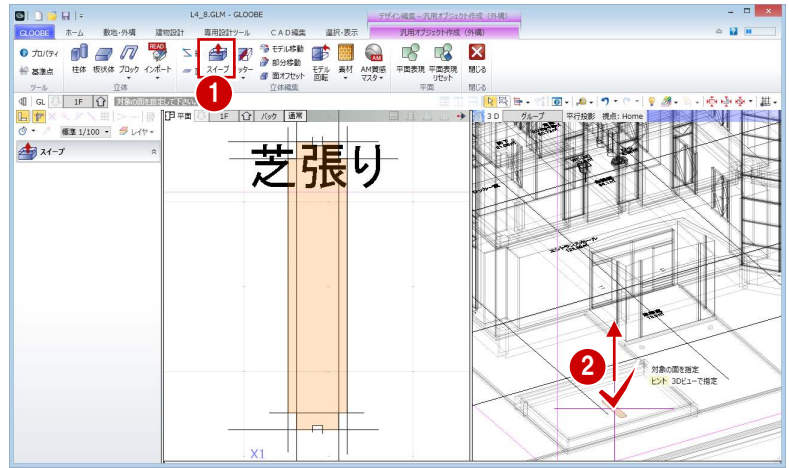 L4_8.GLM - GLOOBE
デザイン編集－汎用オブジェクト作成（外構）
GLOOBE ホーム 敷地・外構 建物設計 専用設計ツール CAD編集 選択・表示 汎用オブジェクト作成（外構）
プロパティ
基準点
ツール
柱体 板状体 ブロック インポート
READ
立体
スイープ
モデル移動
部分移動
面オフセット
立体編集
モデル回転 素材 AM質感マスタ
平面表現 平面表現リセット
平面
閉じる
閉じる
1
GL 1F 対象の面を指定して下さい。
標準 1/100 レイヤ
スイープ
平面 1F バック 通常
芝張り
X1
3D グループ 平行投影 視点: Home
2
対象の面を指定
ヒント 3Dビューで指定